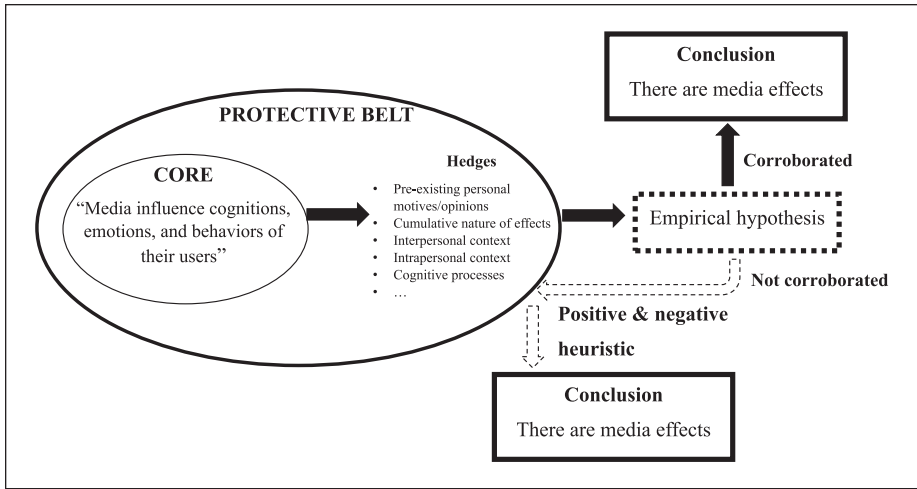 PROTECTIVE BELT
CORE
“Media influence cognitions,
emotions, and behaviors of
their users”
Hedges
• Pre-existing personal
motives/opinions
• Cumulative nature of effects
• Interpersonal context
• Intrapersonal context
• Cognitive processes
• …
Conclusion
There are media effects
Corroborated
Empirical hypothesis
Not corroborated
Positive & negative
heuristic
Conclusion
There are media effects